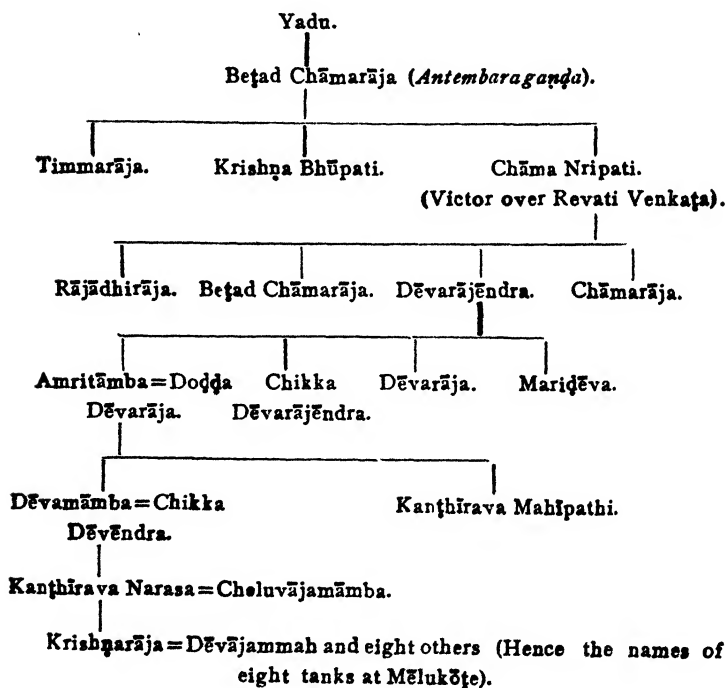 Yadu.
Beṭad Chāmarāja (Antembaragaṇḍa).
Timmarāja. Krishṇa Bhūpati. Chāma Nripati.
(Victor over Revati Venkaṭa).
Rājādhirāja. Beṭad Chāmarāja. Dēvarājēndra. Chāmarāja.
Amritāmba=Doḍḍa Chikka Dēvarāja. Mariḍēva.
Dēvarāja. Dēvarājēndra.
Dēvamāmba=Chikka Kanṭhīrava Mahīpathi.
Dēvēndra.
Kanṭhīrava Narasa=Cheluvājamāmba.
Krishṇarāja=Dēvājammah and eight others (Hence the names of
eight tanks at Mēlukōṭe).